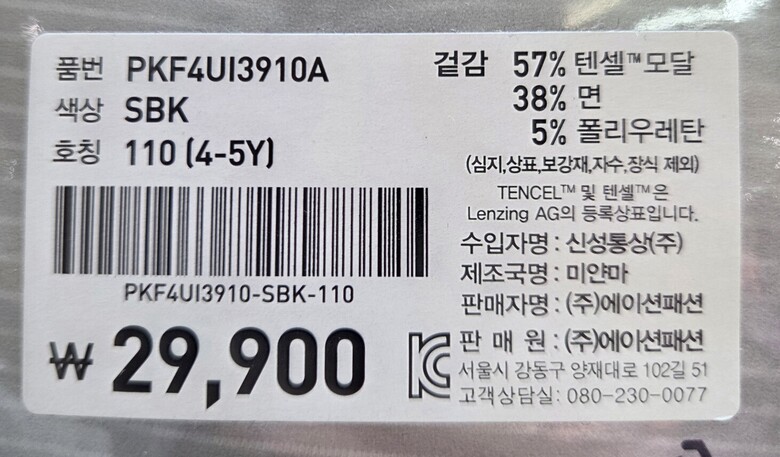 품번 PKF4UI3910A
색상 SBK
호칭 110 (4-5Y)
PKF4UI3910-SBK-110
₩ 29,900
겉감 57% 텐셀™ 모달
38% 면
5% 폴리우레탄
(심지,상표,보강재,자수,장식 제외)
TENCEL™ 및 텐셀™은
Lenzing AG의 등록상표입니다.
수입자명 : 신성통상(주)
제조국명 : 미얀마
판매자명 : (주)에이션패션
판 매 원 : (주)에이션패션
서울시 강동구 양재대로 102길 51
고객상담실: 080-230-0077
KC